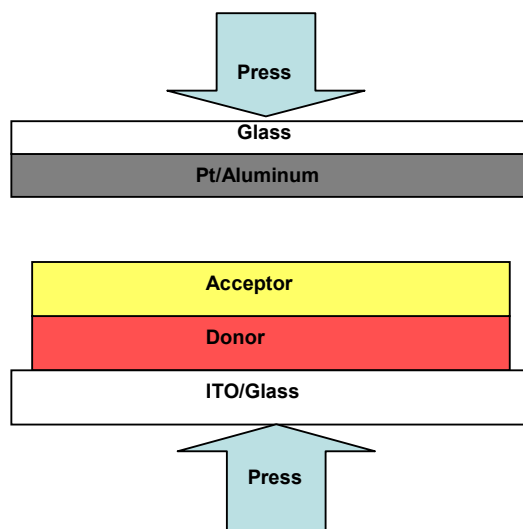 Press
Glass
Pt/Aluminum
Acceptor
Donor
ITO/Glass
Press